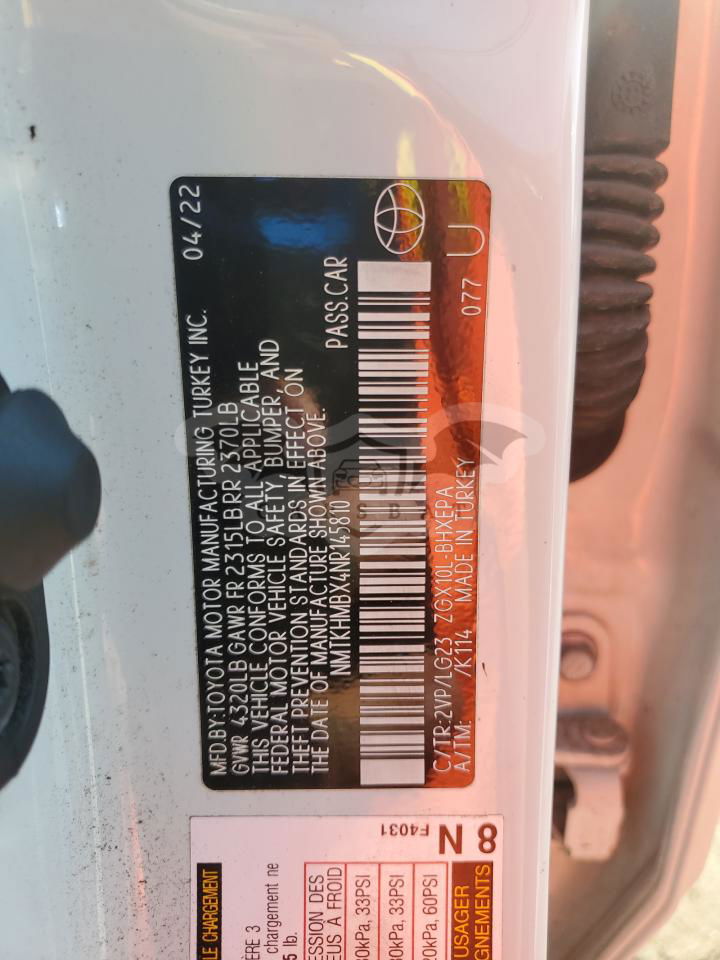 MFD.BY:TOYOTA MOTOR MANUFACTURING TURKEY INC. 04/22
GVWR 4320LB GAWR FR 2315LB RR 2370LB
THIS VEHICLE CONFORMS TO ALL APPLICABLE
FEDERAL MOTOR VEHICLE SAFETY, BUMPER, AND
THEFT PREVENTION STANDARDS IN EFFECT ON
THE DATE OF MANUFACTURE SHOWN ABOVE.
NMTKHMBX4NR145810 PASS.CAR
C/TR:2VP/LG23 ZGX10L-BHXEPA 077
A/TM: /K114 MADE IN TURKEY U
8 N
F4031
LE CHARGEMENT
ÈRE 3
chargement ne
5 lb.
ESSION DES
EUS À FROID
0kPa, 33PSI
0kPa, 33PSI
20kPa, 60PSI
USAGER
GNEMENTS